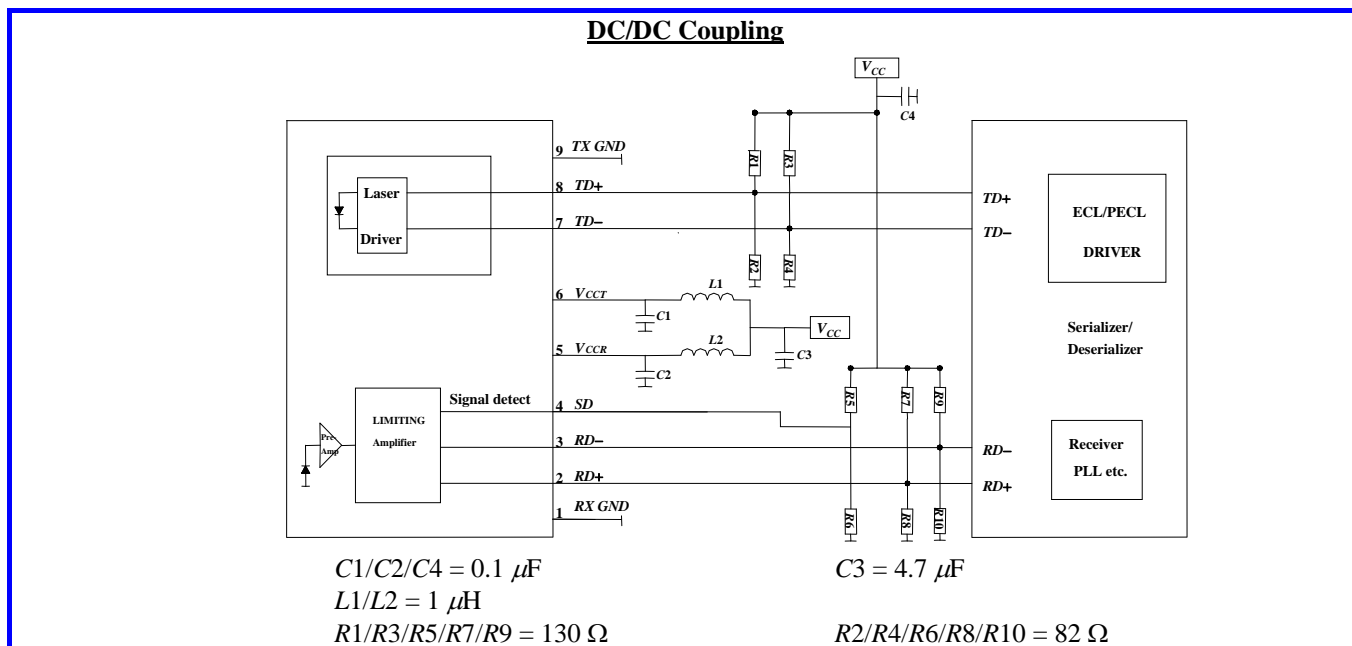 DC/DC Coupling
VCC
C4
9 TX GND
R1
R3
Laser
Driver
8 TD+
7 TD−
TD+
TD−
ECL/PECL
DRIVER
R2
R4
6 VCCT
L1
C1
VCC
5 VCCR
L2
C2
C3
Serializer/
Deserializer
Signal detect
4 SD
R5
R7
R9
LIMITING
Amplifier
Pre-
Amp
3 RD−
RD−
2 RD+
RD+
Receiver
PLL etc.
1 RX GND
R6
R8
R10
C1/C2/C4 = 0.1 μF
C3 = 4.7 μF
L1/L2 = 1 μH
R1/R3/R5/R7/R9 = 130 Ω
R2/R4/R6/R8/R10 = 82 Ω